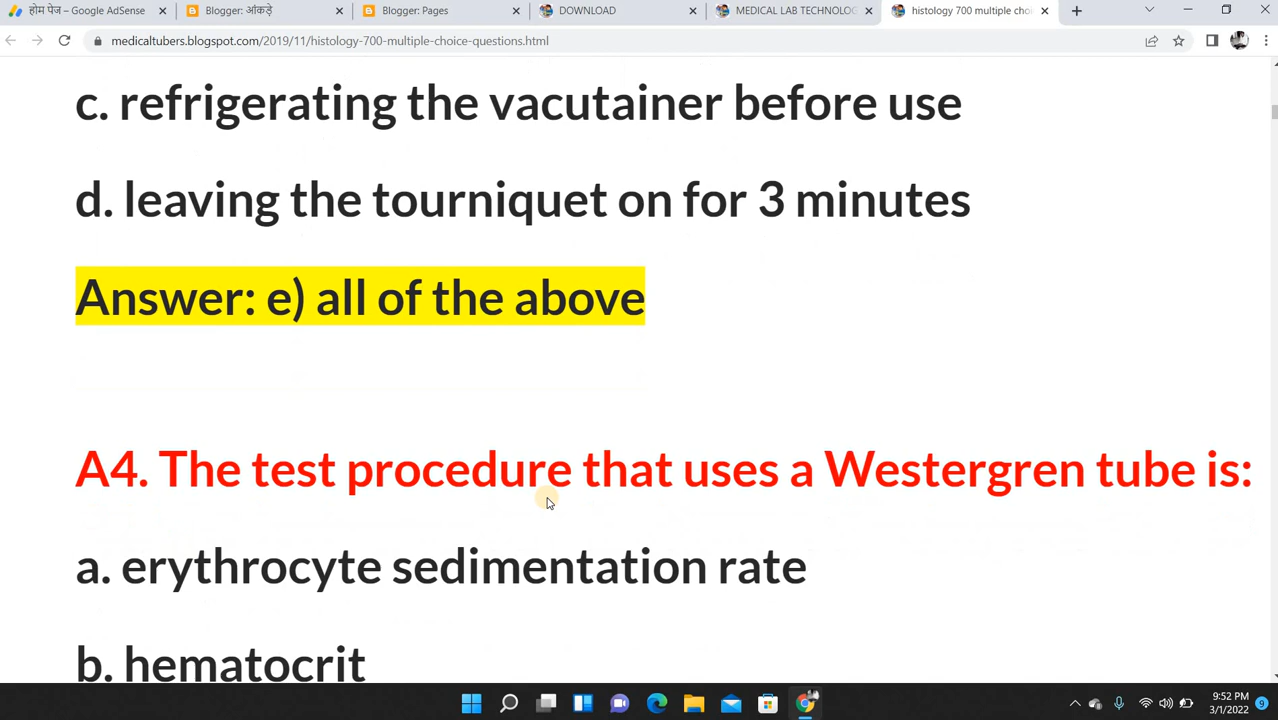 होम पेज – Google AdSense
Blogger: आंकड़े
Blogger: Pages
DOWNLOAD
MEDICAL LAB TECHNOLOG
histology 700 multiple choi
medicaltubers.blogspot.com/2019/11/histology-700-multiple-choice-questions.html
c. refrigerating the vacutainer before use
d. leaving the tourniquet on for 3 minutes
Answer: e) all of the above
A4. The test procedure that uses a Westergren tube is:
a. erythrocyte sedimentation rate
b. hematocrit
9:52 PM
3/1/2022
9